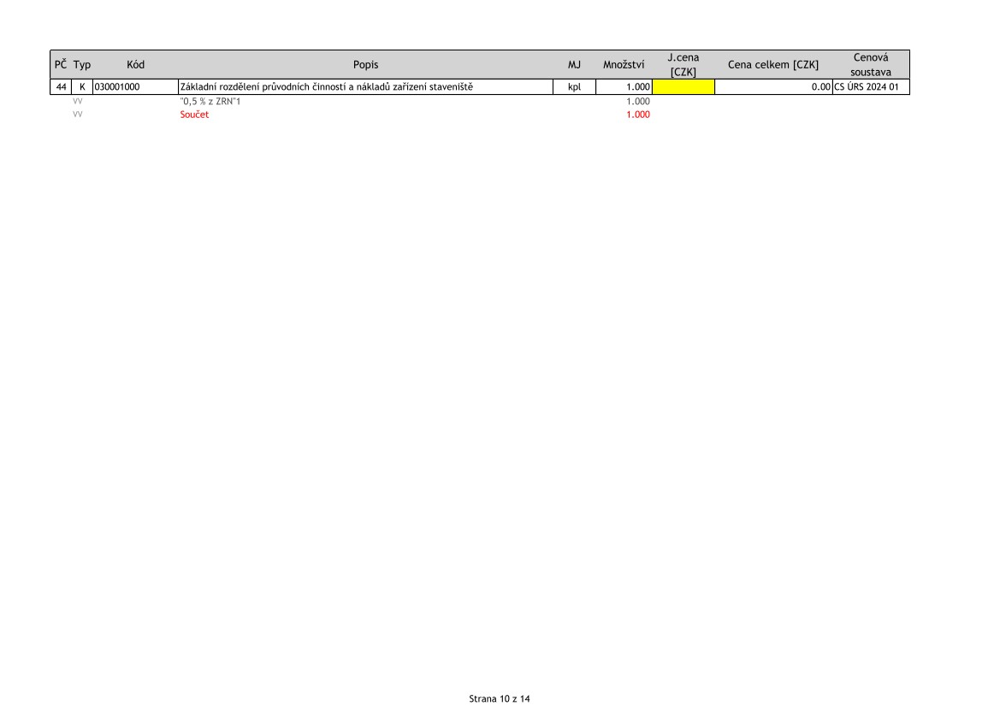 PČ Typ Kód Popis MJ Množství J.cena [CZK] Cena celkem [CZK] Cenová soustava
44 K 030001000 Základní rozdělení průvodních činností a nákladů zařízení staveniště kpl 1.000 0.00 CS ÚRS 2024 01
VV "0,5 % z ZRN"1 1.000
VV Součet 1.000
Strana 10 z 14